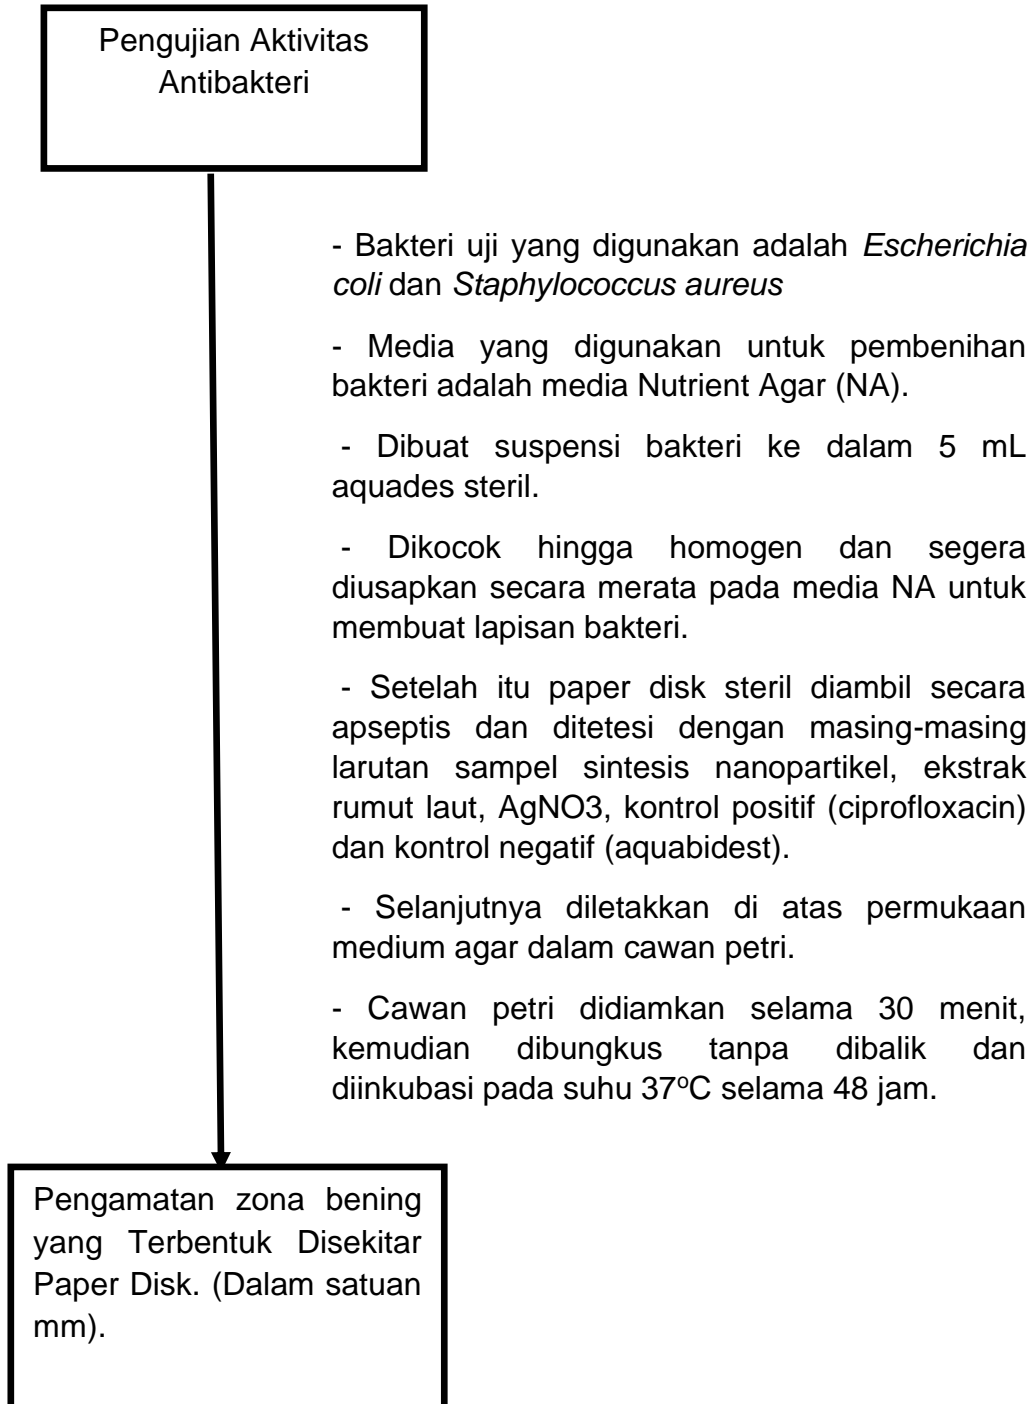 Pengujian Aktivitas
Antibakteri
- Bakteri uji yang digunakan adalah Escherichia
coli dan Staphylococcus aureus
- Media yang digunakan untuk pembenihan
bakteri adalah media Nutrient Agar (NA).
- Dibuat suspensi bakteri ke dalam 5 mL
aquades steril.
- Dikocok hingga homogen dan segera
diusapkan secara merata pada media NA untuk
membuat lapisan bakteri.
- Setelah itu paper disk steril diambil secara
apseptis dan ditetesi dengan masing-masing
larutan sampel sintesis nanopartikel, ekstrak
rumut laut, AgNO3, kontrol positif (ciprofloxacin)
dan kontrol negatif (aquabidest).
- Selanjutnya diletakkan di atas permukaan
medium agar dalam cawan petri.
- Cawan petri didiamkan selama 30 menit,
kemudian dibungkus tanpa dibalik dan
diinkubasi pada suhu 37ºC selama 48 jam.
Pengamatan zona bening
yang Terbentuk Disekitar
Paper Disk. (Dalam satuan
mm).